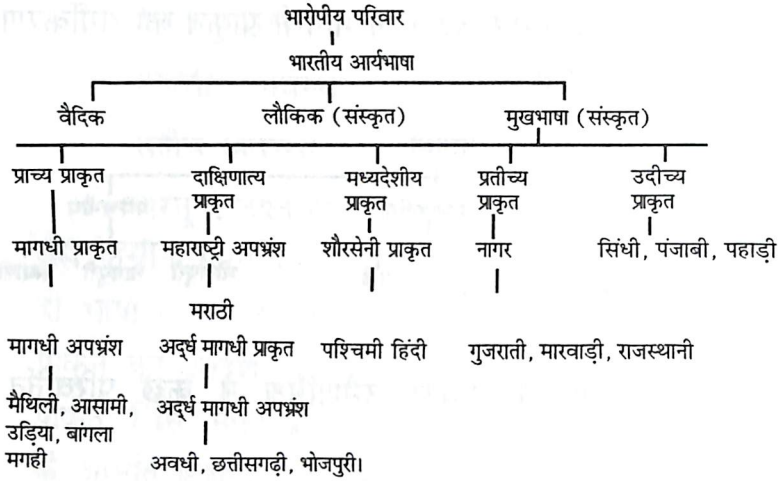 भारोपीय परिवार
भारतीय आर्यभाषा
वैदिक लौकिक (संस्कृत) मुखभाषा (संस्कृत)
प्राच्य प्राकृत दाक्षिणात्य प्राकृत मध्यदेशीय प्राकृत प्रतीच्य प्राकृत उदीच्य प्राकृत
मागधी प्राकृत महाराष्ट्री अपभ्रंश शौरसेनी प्राकृत नागर सिंधी, पंजाबी, पहाड़ी
मराठी
मागधी अपभ्रंश अर्द्ध मागधी प्राकृत पश्चिमी हिंदी गुजराती, मारवाड़ी, राजस्थानी
मैथिली, आसामी, अर्द्ध मागधी अपभ्रंश
उड़िया, बांगला
मगही अवधी, छत्तीसगढ़ी, भोजपुरी।